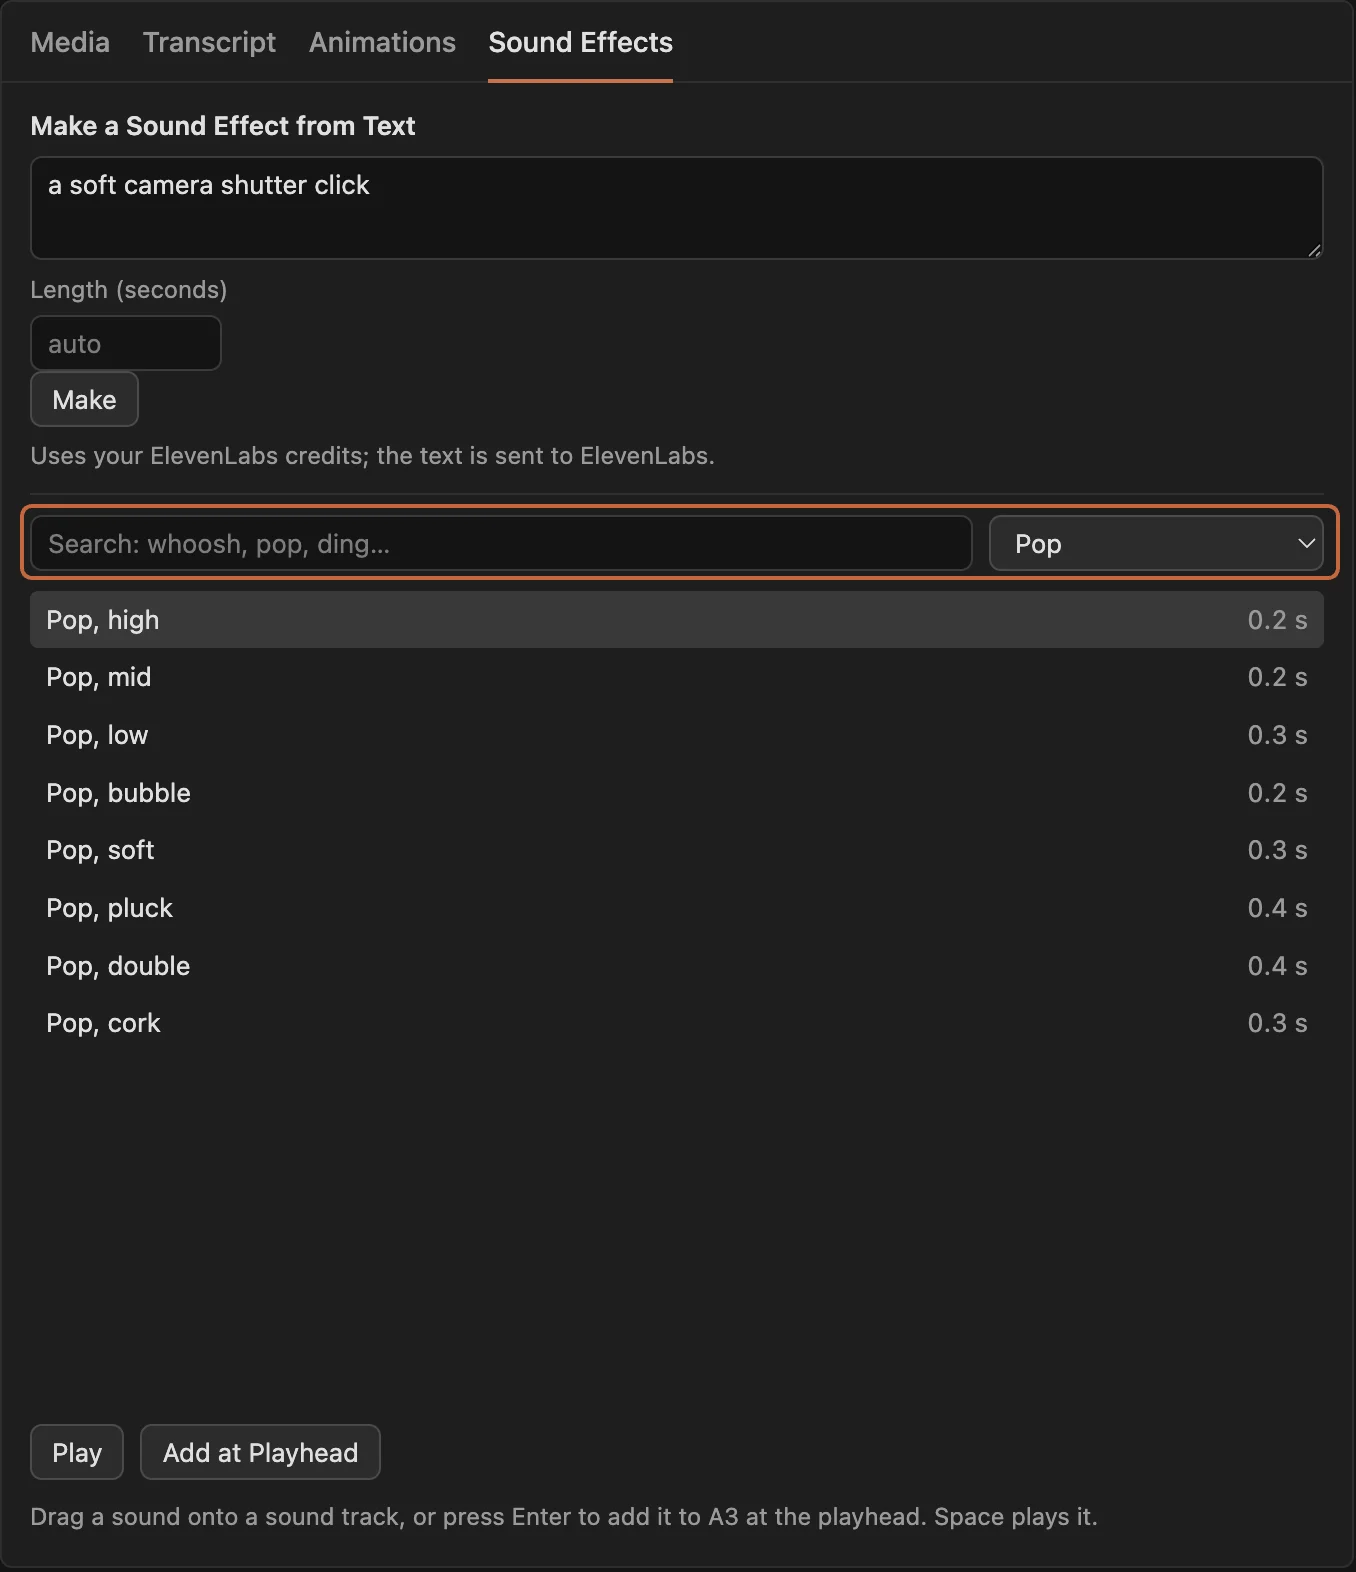 Media Transcript Animations Sound Effects
Make a Sound Effect from Text
a soft camera shutter click
Length (seconds)
auto
Make
Uses your ElevenLabs credits; the text is sent to ElevenLabs.
Search: whoosh, pop, ding... Pop
Pop, high 0.2 s
Pop, mid 0.2 s
Pop, low 0.3 s
Pop, bubble 0.2 s
Pop, soft 0.3 s
Pop, pluck 0.4 s
Pop, double 0.4 s
Pop, cork 0.3 s
Play Add at Playhead
Drag a sound onto a sound track, or press Enter to add it to A3 at the playhead. Space plays it.